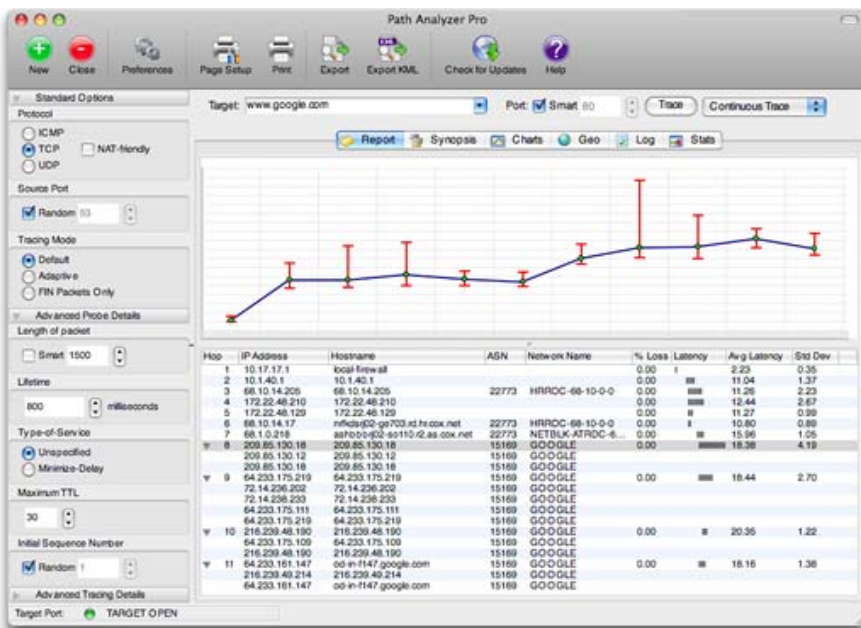 Path Analyzer Pro
New Close Preferences Page Setup Print Export Export KML Check for Updates Help
Standard Options
Protocol
ICMP
TCP NAT-friendly
UDP
Source Port
Random 53
Tracing Mode
Default
Adaptive
FIN Packets Only
Advanced Probe Details
Length of packet
Smart 1500
Lifetime
800 milliseconds
Type-of-Service
Unspecified
Minimize-Delay
Maximum TTL
30
Initial Sequence Number
Random 1
Advanced Tracing Details
Target: www.google.com Port: Smart 80 Trace Continuous Trace
Report Synopsis Charts Geo Log Stats
Hop IP Address Hostname ASN Network Name % Loss Latency Avg Latency Std Dev
1 10.17.17.1 local-firewall 0.00 2.23 0.35
2 10.1.40.1 10.1.40.1 0.00 11.04 1.37
3 68.10.14.205 68.10.14.205 22773 HRRDC-68-10-0-0 0.00 11.26 2.23
4 172.22.48.210 172.22.48.210 0.00 12.44 2.67
5 172.22.48.129 172.22.48.129 0.00 11.27 0.99
6 68.10.14.17 22773 HRRDC-68-10-0-0 0.00 10.80 0.89
7 68.1.0.218 22773 NETBLK-ATRDC-6... 0.00 15.96 1.05
8 209.85.130.18 209.85.130.18 15169 GOOGLE 0.00 18.38 4.19
209.85.130.12 209.85.130.12 15169 GOOGLE
209.85.130.18 209.85.130.18 15169 GOOGLE
9 64.233.175.219 64.233.175.219 15169 GOOGLE 0.00 18.44 2.70
72.14.236.202 72.14.236.202 15169 GOOGLE
72.14.238.233 72.14.238.233 15169 GOOGLE
64.233.175.111 64.233.175.111 15169 GOOGLE
64.233.175.219 64.233.175.219 15169 GOOGLE
10 216.239.48.190 216.239.48.190 15169 GOOGLE 0.00 20.35 1.22
64.233.175.109 64.233.175.109 15169 GOOGLE
216.239.48.190 216.239.48.190 15169 GOOGLE
11 64.233.161.147 od-in-f147.google.com 15169 GOOGLE 0.00 18.16 1.38
216.239.49.214 216.239.49.214 15169 GOOGLE
64.233.161.147 od-in-f147.google.com 15169 GOOGLE
Target Port: TARGET OPEN